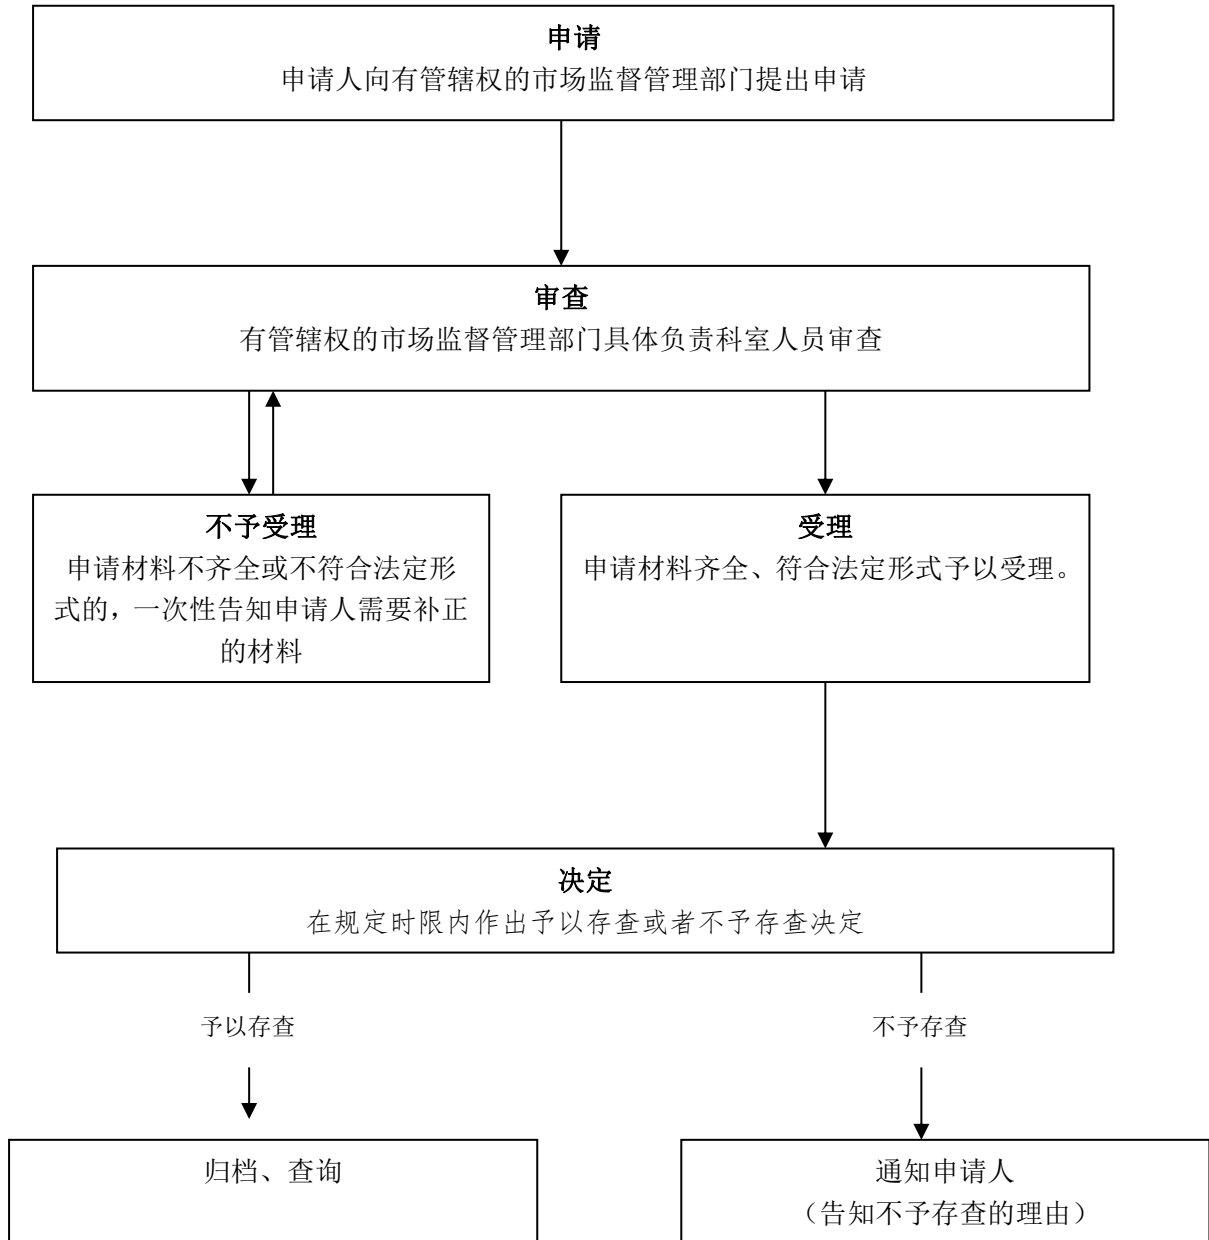 申请
申请人向有管辖权的市场监督管理部门提出申请
审查
有管辖权的市场监督管理部门具体负责科室人员审查
不予受理
申请材料不齐全或不符合法定形
式的，一次性告知申请人需要补正
的材料
受理
申请材料齐全、符合法定形式予以受理。
决定
在规定时限内作出予以存查或者不予存查决定
予以存查
不予存查
归档、查询
通知申请人
（告知不予存查的理由）